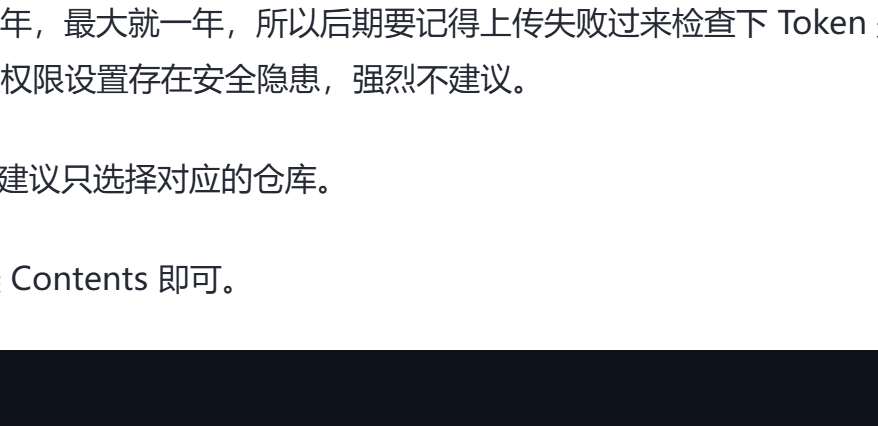 年，最大就一年，所以后期要记得上传失败过来检查下 Token
权限设置存在安全隐患，强烈不建议。
建议只选择对应的仓库。
Contents 即可。